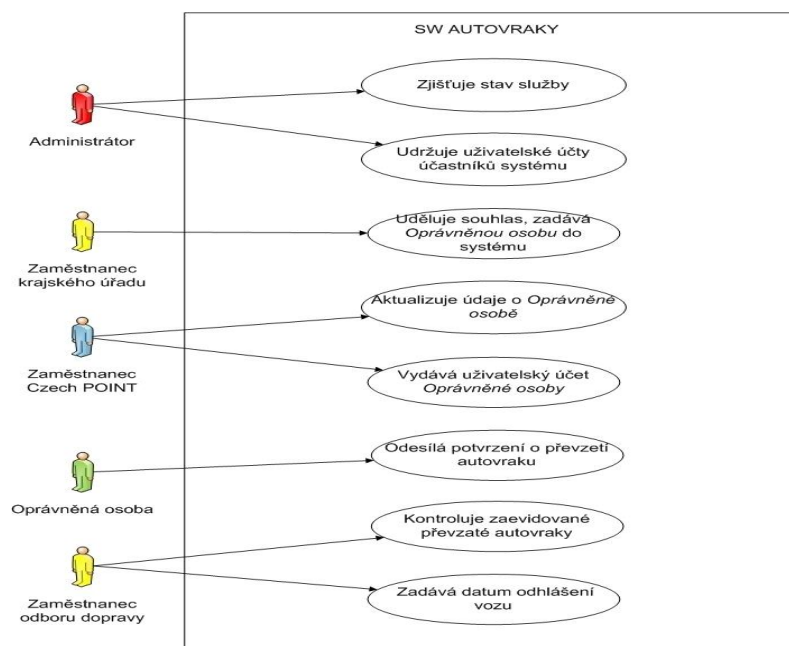 SW AUTOVRAKY
Zjišťuje stav služby
Administrátor
Udržuje uživatelské účty
účastníků systému
Uděluje souhlas, zadává
Oprávněnou osobu do
systému
Zaměstnanec
krajského úřadu
Aktualizuje údaje o Oprávněné
osobě
Zaměstnanec
Czech POINT
Vydává uživatelský účet
Oprávněné osoby
Odesílá potvrzení o převzetí
autovraku
Oprávněná osoba
Kontroluje zaevidované
převzaté autovraky
Zaměstnanec
odboru dopravy
Zadává datum odhlášení
vozu